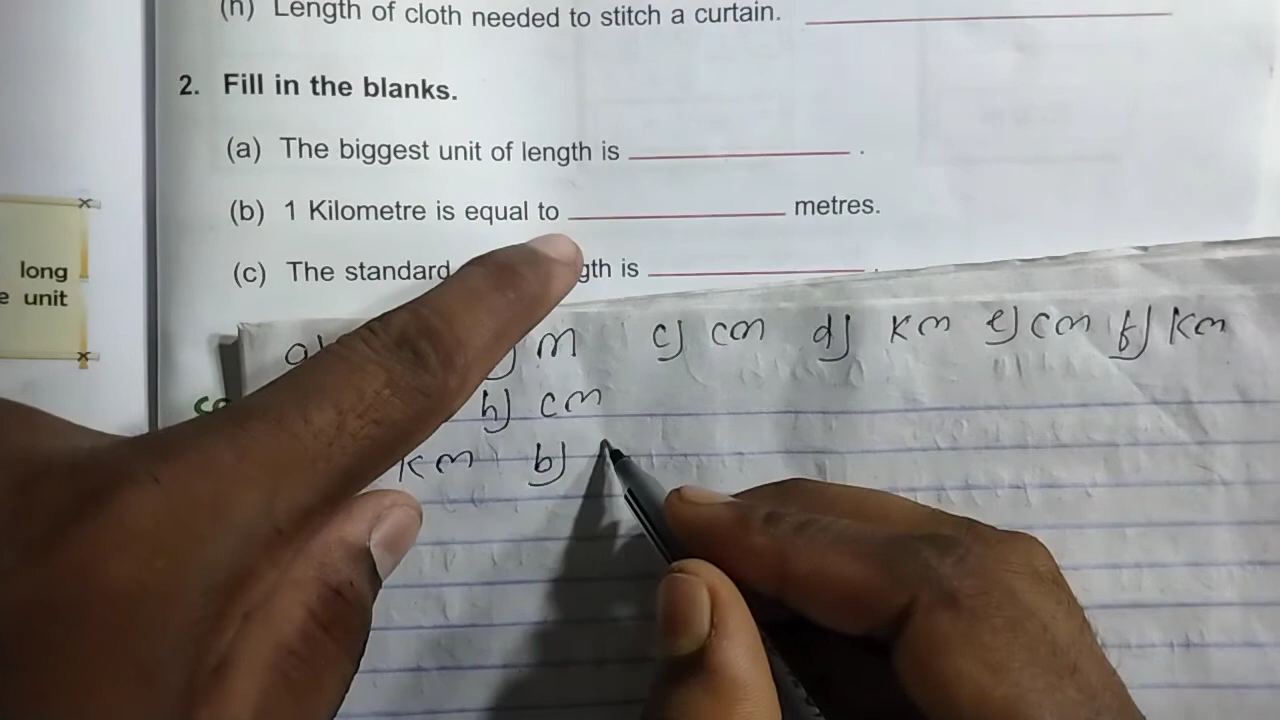 (h) Length of cloth needed to stitch a curtain.
2. Fill in the blanks.
(a) The biggest unit of length is .
(b) 1 Kilometre is equal to metres.
(c) The standard is .
long
unit
m c) cm d) km e) cm f) km
h) cm
km b)